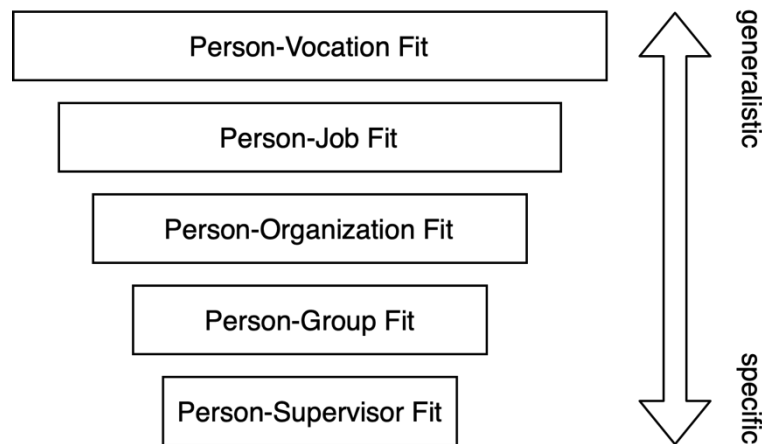 Person-Vocation Fit
Person-Job Fit
Person-Organization Fit
Person-Group Fit
Person-Supervisor Fit
generalistic
specific